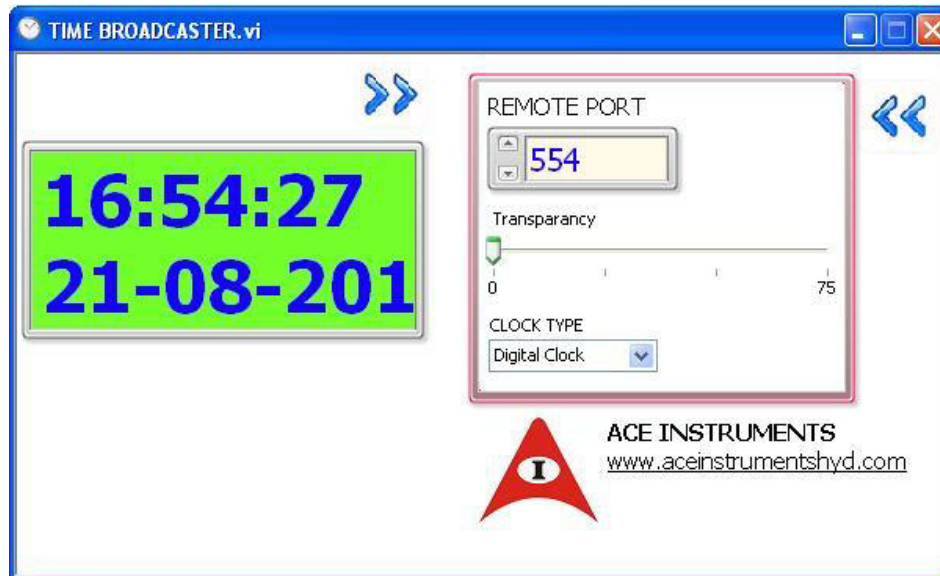 TIME BROADCASTER.vi
16:54:27
21-08-201
REMOTE PORT
554
Transparancy
0 75
CLOCK TYPE
Digital Clock
I
ACE INSTRUMENTS
www.aceinstrumentshyd.com